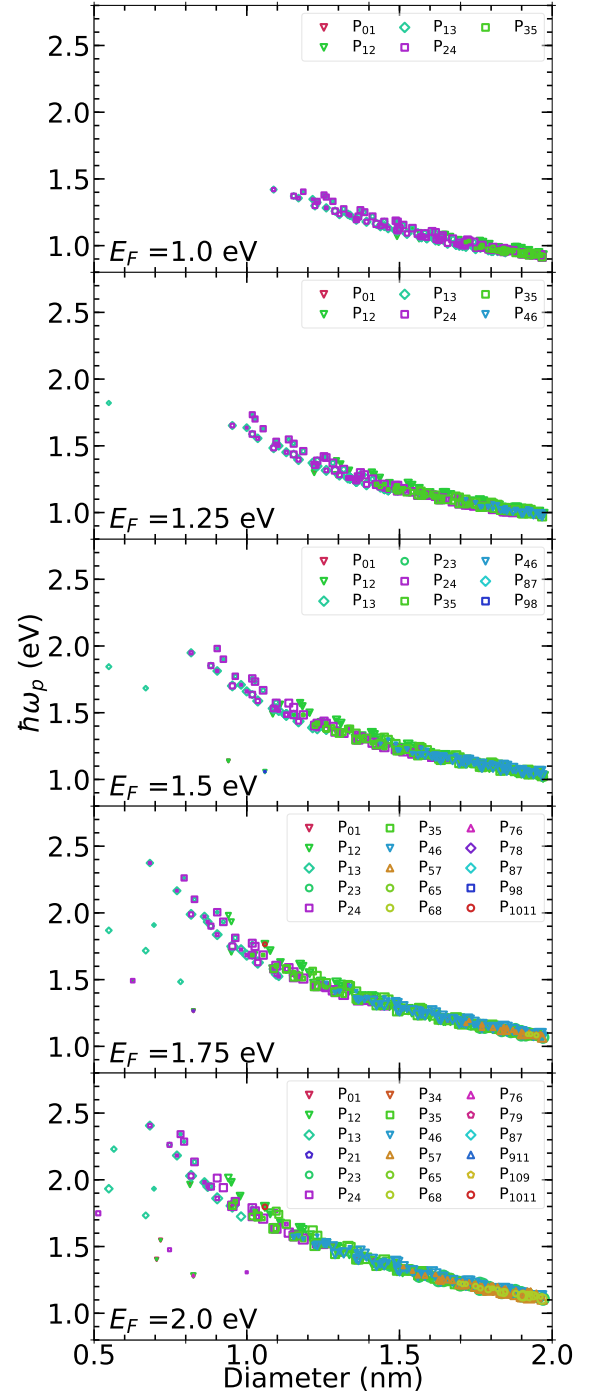 2.5
2.0
1.5
1.0
P01 P13 P35
P12 P24
E_F =1.0 eV
2.5
2.0
1.5
1.0
P01 P13 P35
P12 P24 P46
E_F =1.25 eV
ħω_p (eV)
2.5
2.0
1.5
1.0
P01 P23 P46
P12 P24 P87
P13 P35 P98
E_F =1.5 eV
2.5
2.0
1.5
1.0
P01 P35 P76
P12 P46 P78
P13 P57 P87
P23 P65 P98
P24 P68 P1011
E_F =1.75 eV
2.5
2.0
1.5
1.0
P01 P34 P76
P12 P35 P79
P13 P46 P87
P21 P57 P911
P23 P65 P109
P24 P68 P1011
E_F =2.0 eV
0.5 1.0 1.5 2.0
Diameter (nm)